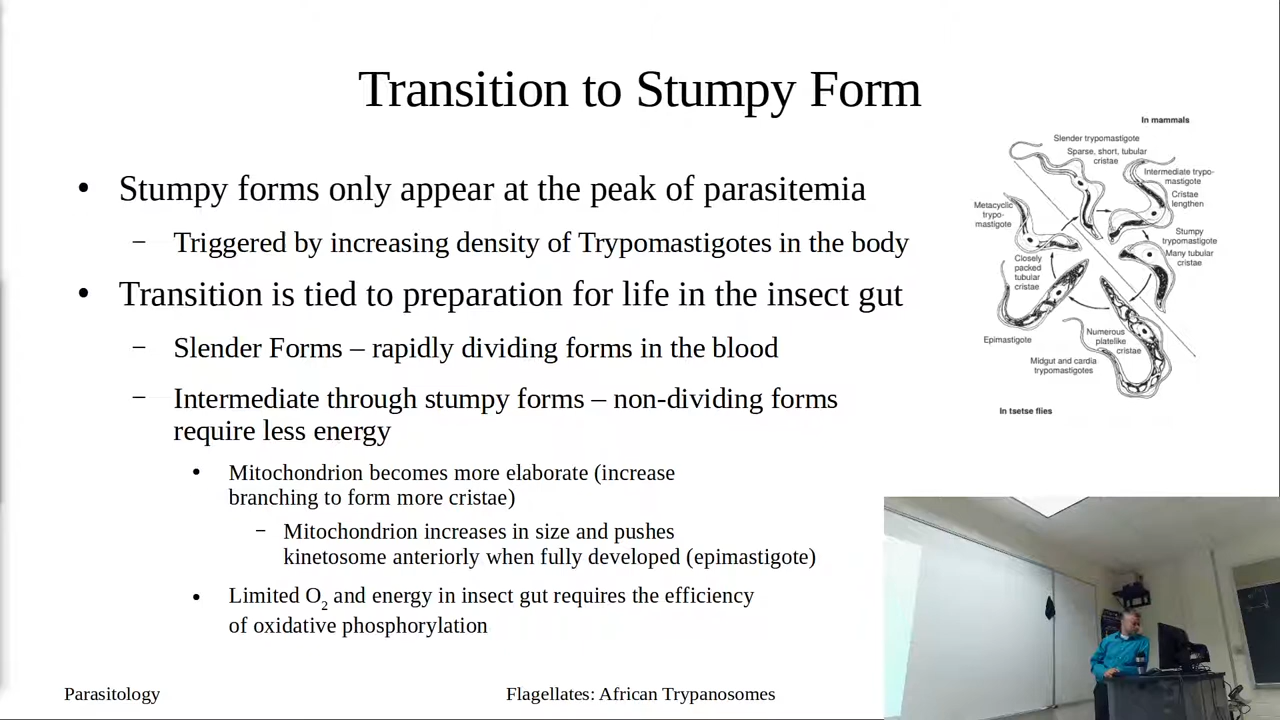 Transition to Stumpy Form
• Stumpy forms only appear at the peak of parasitemia
– Triggered by increasing density of Trypomastigotes in the body
• Transition is tied to preparation for life in the insect gut
– Slender Forms – rapidly dividing forms in the blood
– Intermediate through stumpy forms – non-dividing forms
require less energy
• Mitochondrion becomes more elaborate (increase
branching to form more cristae)
– Mitochondrion increases in size and pushes
kinetosome anteriorly when fully developed (epimastigote)
• Limited O2 and energy in insect gut requires the efficiency
of oxidative phosphorylation
In mammals
Slender trypomastigote
Sparse, short, tubular
cristae
Intermediate trypo-
mastigote
Cristae
lengthen
Metacyclic
trypo-
mastigote
Stumpy
trypomastigote
Many tubular
cristae
Closely
packed
tubular
cristae
Epimastigote
Numerous
platelike
cristae
Midgut and cardia
trypomastigotes
In tsetse flies
Parasitology
Flagellates: African Trypanosomes